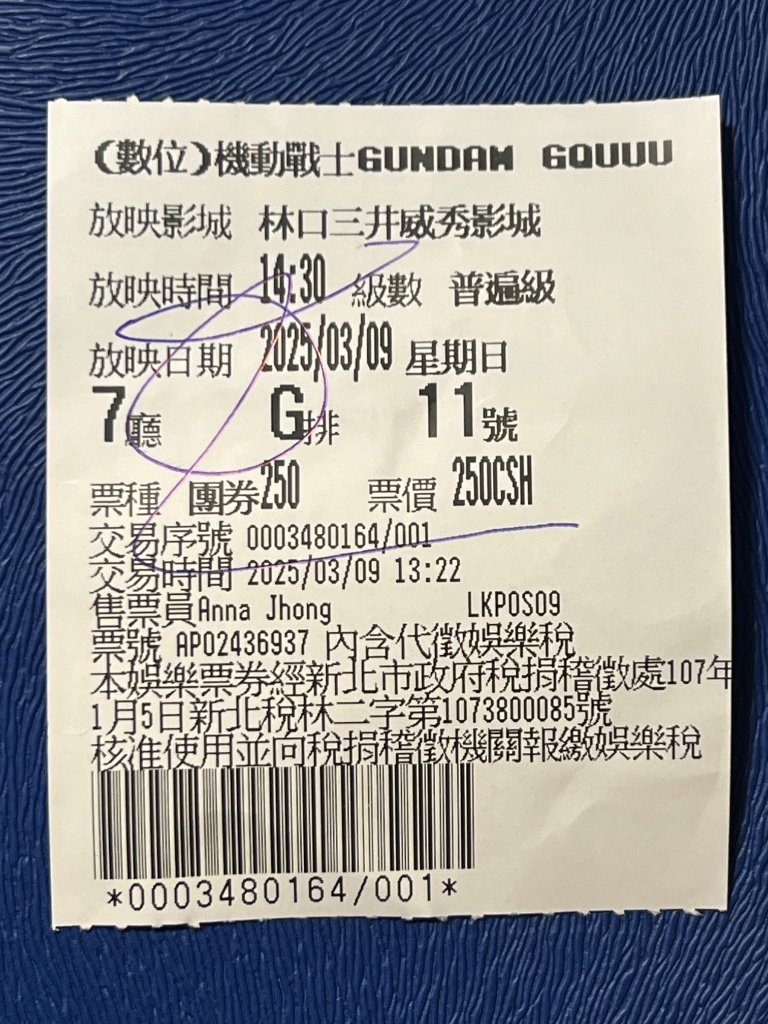 (數位)機動戰士GUNDAM GQUUU
放映影城 林口三井威秀影城
放映時間 14:30 級數 普遍級
放映日期 2025/03/09 星期日
7廳 G排 11號
票種 團券250 票價 250CSH
交易序號 0003480164/001
交易時間 2025/03/09 13:22
售票員Anna Jhong LKPOS09
票號 AP02436937 內含代徵娛樂稅
本娛樂票券經新北市政府稅捐稽徵處107年
1月5日新北稅林二字第1073800085號
核准使用並向稅捐稽徵機關報繳娛樂稅
*0003480164/001*